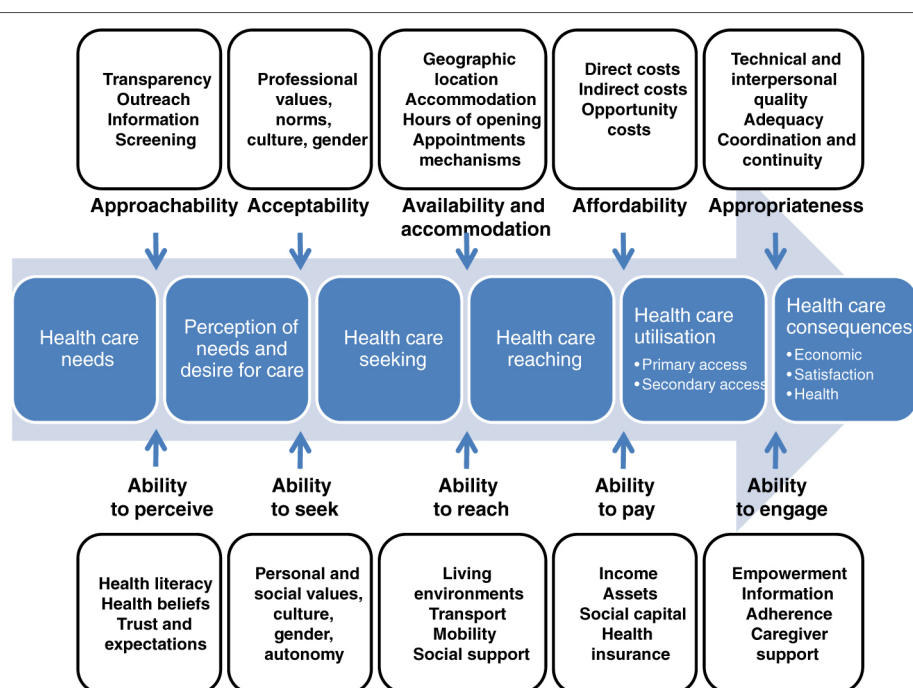 Transparency
Outreach
Information
Screening
Professional
values,
norms,
culture, gender
Geographic
location
Accommodation
Hours of opening
Appointments
mechanisms
Direct costs
Indirect costs
Opportunity
costs
Technical and
interpersonal
quality
Adequacy
Coordination and
continuity
Approachability
Acceptability
Availability and
accommodation
Affordability
Appropriateness
Health care
needs
Perception of
needs and
desire for care
Health care
seeking
Health care
reaching
Health care
utilisation
• Primary access
• Secondary access
Health care
consequences
• Economic
• Satisfaction
• Health
Ability
to perceive
Ability
to seek
Ability
to reach
Ability
to pay
Ability
to engage
Health literacy
Health beliefs
Trust and
expectations
Personal and
social values,
culture,
gender,
autonomy
Living
environments
Transport
Mobility
Social support
Income
Assets
Social capital
Health
insurance
Empowerment
Information
Adherence
Caregiver
support